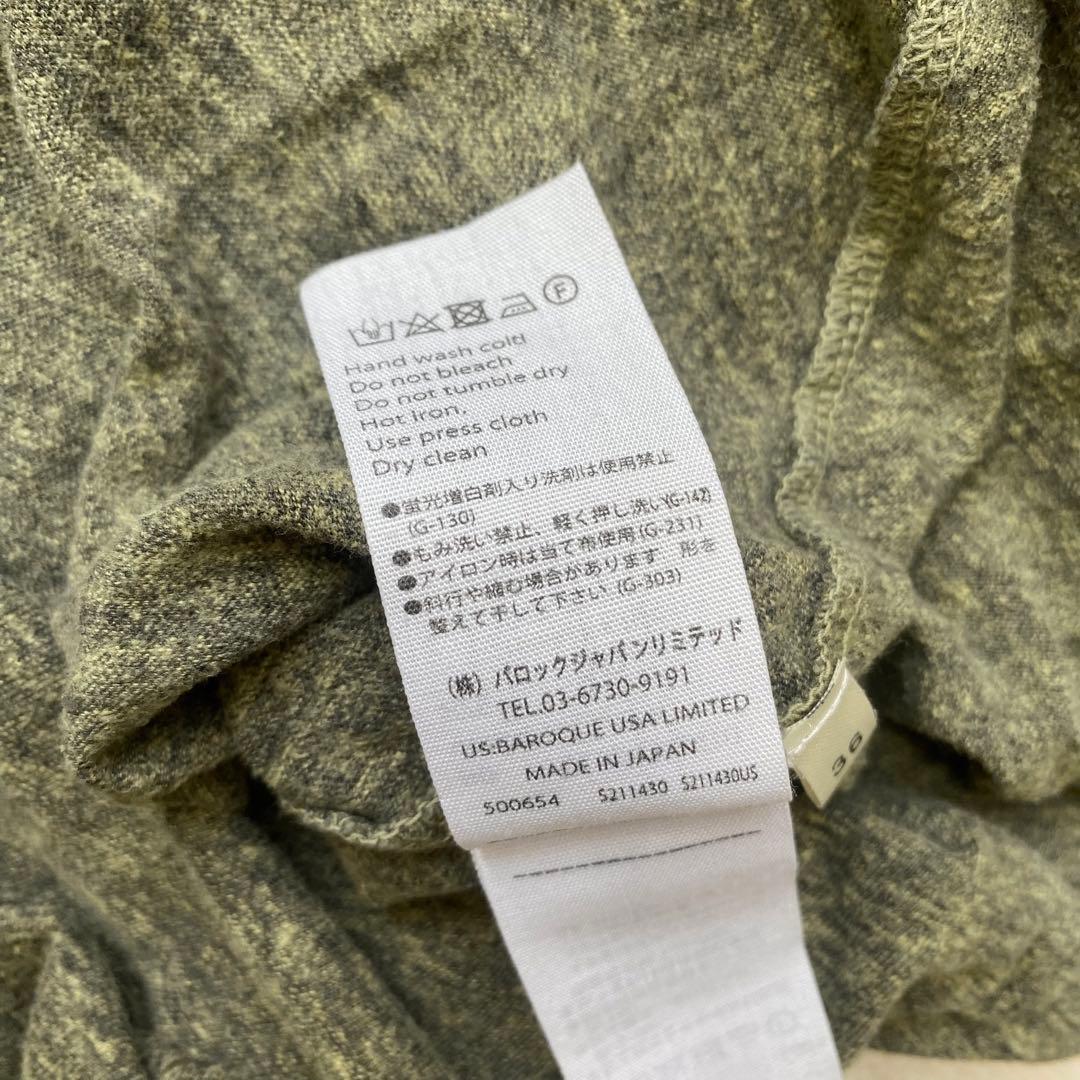 F
Hand wash cold
Do not bleach
Do not tumble dry
Hot iron,
Use press cloth
Dry clean
●蛍光増白剤入り洗剤は使用禁止
(G-130)
●もみ洗い禁止、軽く押し洗い(G-142)
●アイロン時は当て布使用(G-231)
●斜行や縮む場合があります 形を
整えて干して下さい(G-303)
(株)バロックジャパンリミテッド
TEL.03-6730-9191
US:BAROQUE USA LIMITED
MADE IN JAPAN
500654 S211430 S211430US
36